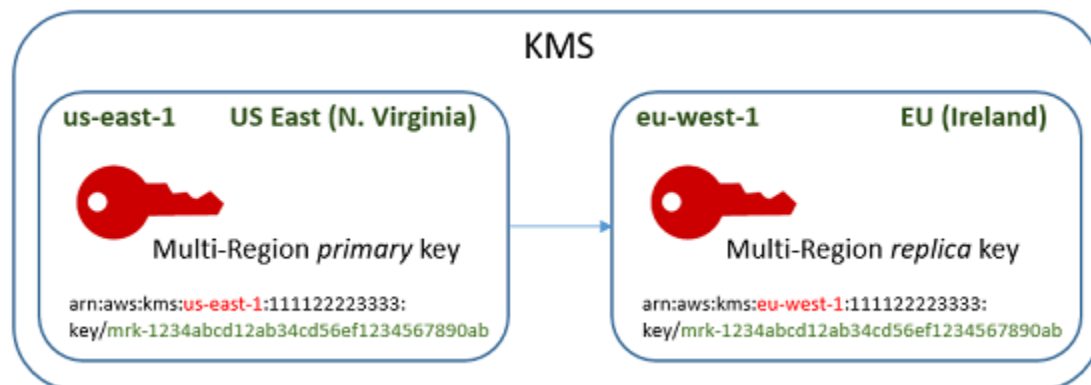 KMS
us-east-1 US East (N. Virginia)
Multi-Region primary key
arn:aws:kms:us-east-1:111122223333:
key/mrk-1234abcd12ab34cd56ef1234567890ab
eu-west-1 EU (Ireland)
Multi-Region replica key
arn:aws:kms:eu-west-1:111122223333:
key/mrk-1234abcd12ab34cd56ef1234567890ab